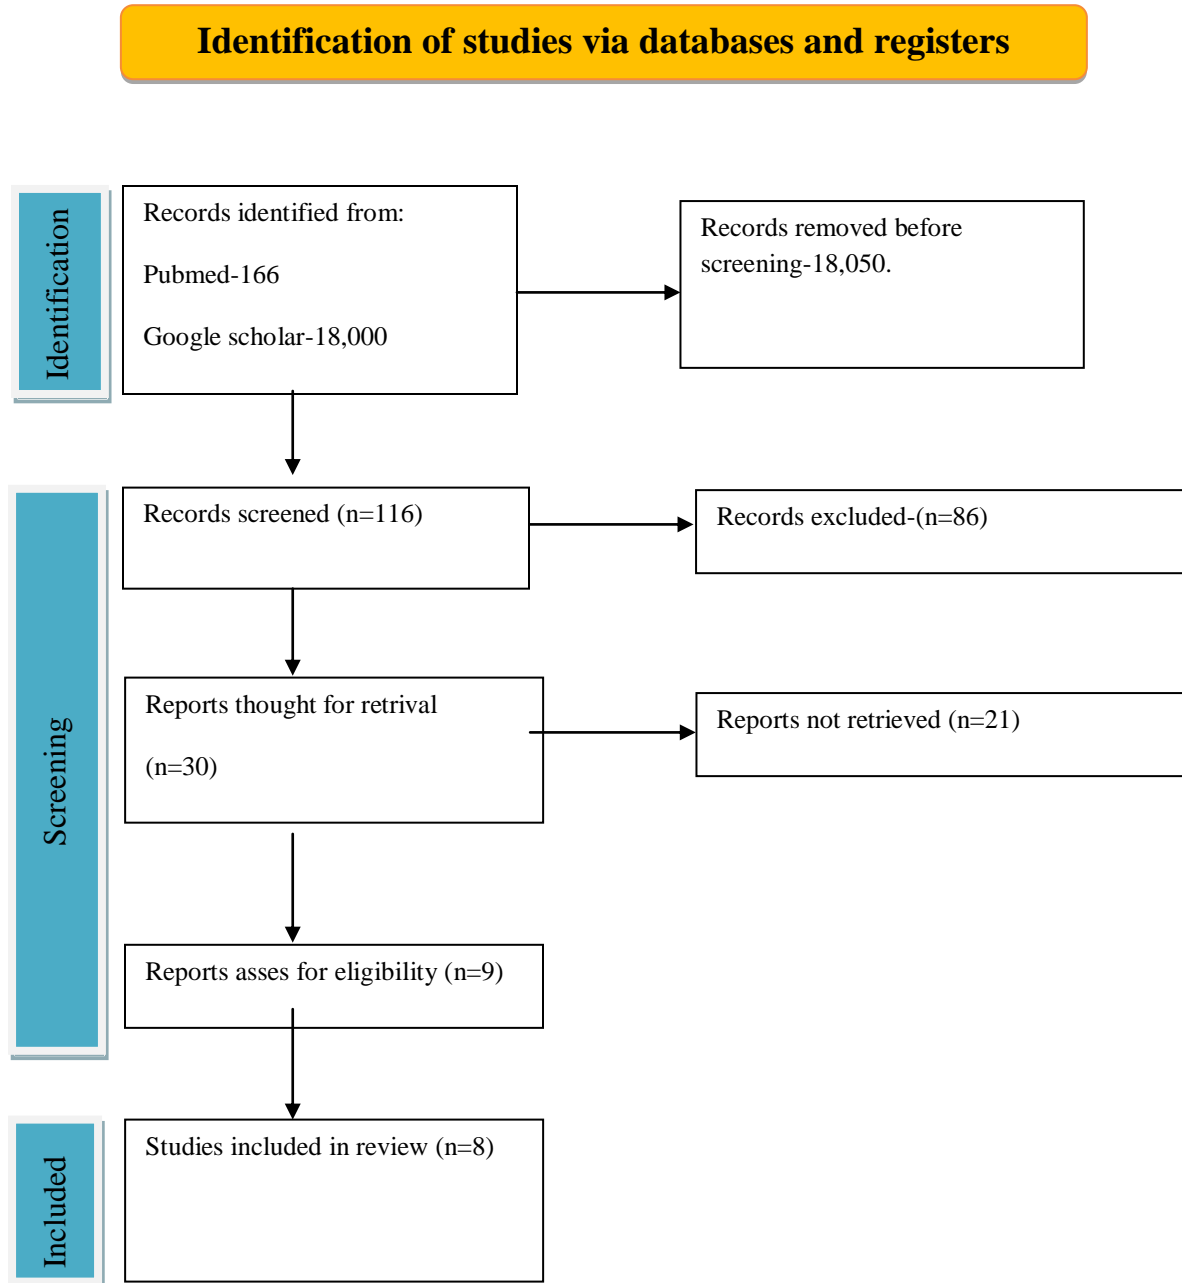 Identification of studies via databases and registers
Identification
Records identified from:
Pubmed-166
Google scholar-18,000
Records removed before
screening-18,050.
Screening
Records screened (n=116)
Records excluded-(n=86)
Reports thought for retrival
(n=30)
Reports not retrieved (n=21)
Reports asses for eligibility (n=9)
Included
Studies included in review (n=8)